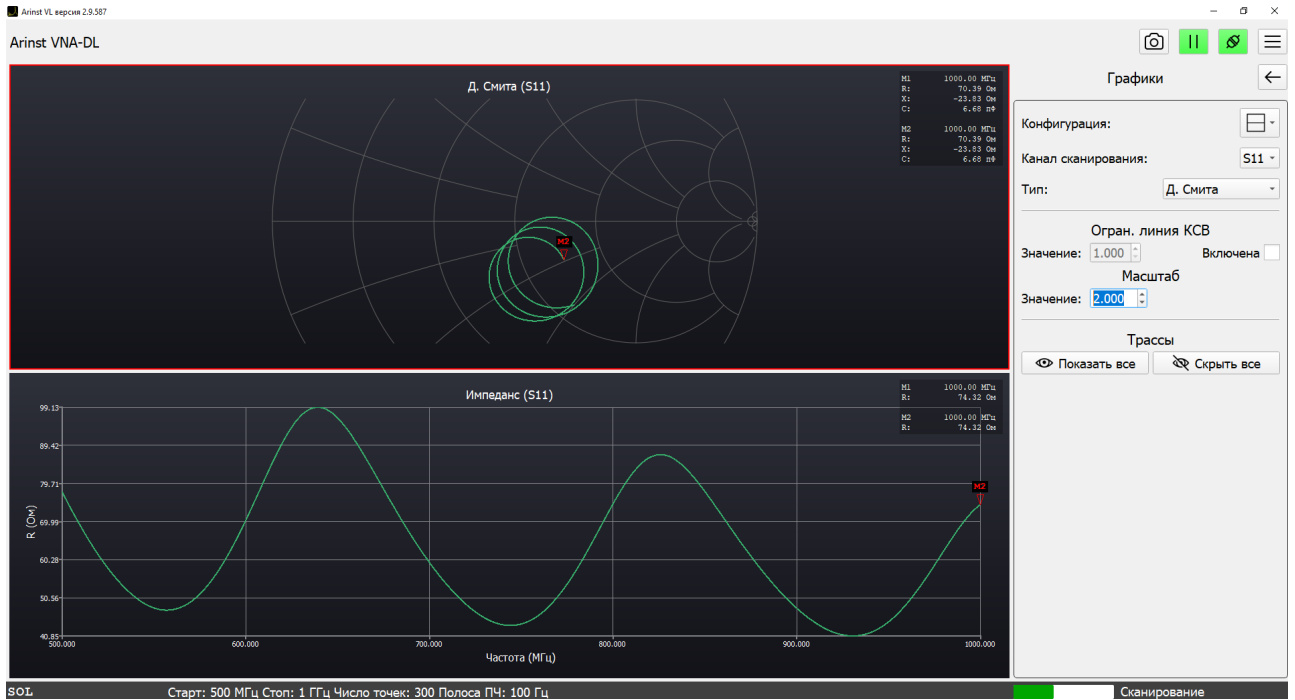 Arinst VL версия 2.9.587
Arinst VNA-DL
Д. Смита (S11)
M1 1000.00 МГц
R: 70.39 Ом
X: -23.83 Ом
C: 6.68 пФ
M2 1000.00 МГц
R: 70.39 Ом
X: -23.83 Ом
C: 6.68 пФ
M2
Импеданс (S11)
M1 1000.00 МГц
R: 74.32 Ом
M2 1000.00 МГц
R: 74.32 Ом
M2
R (Ом)
99.13
89.42
79.71
69.99
60.28
50.56
40.85
500.000 600.000 700.000 800.000 900.000 1000.000
Частота (МГц)
Графики
Конфигурация:
Канал сканирования: S11
Тип: Д. Смита
Огран. линия КСВ
Значение: 1.000 Включена
Масштаб
Значение: 2.000
Трассы
Показать все Скрыть все
SOL Старт: 500 МГц Стоп: 1 ГГц Число точек: 300 Полоса ПЧ: 100 Гц Сканирование